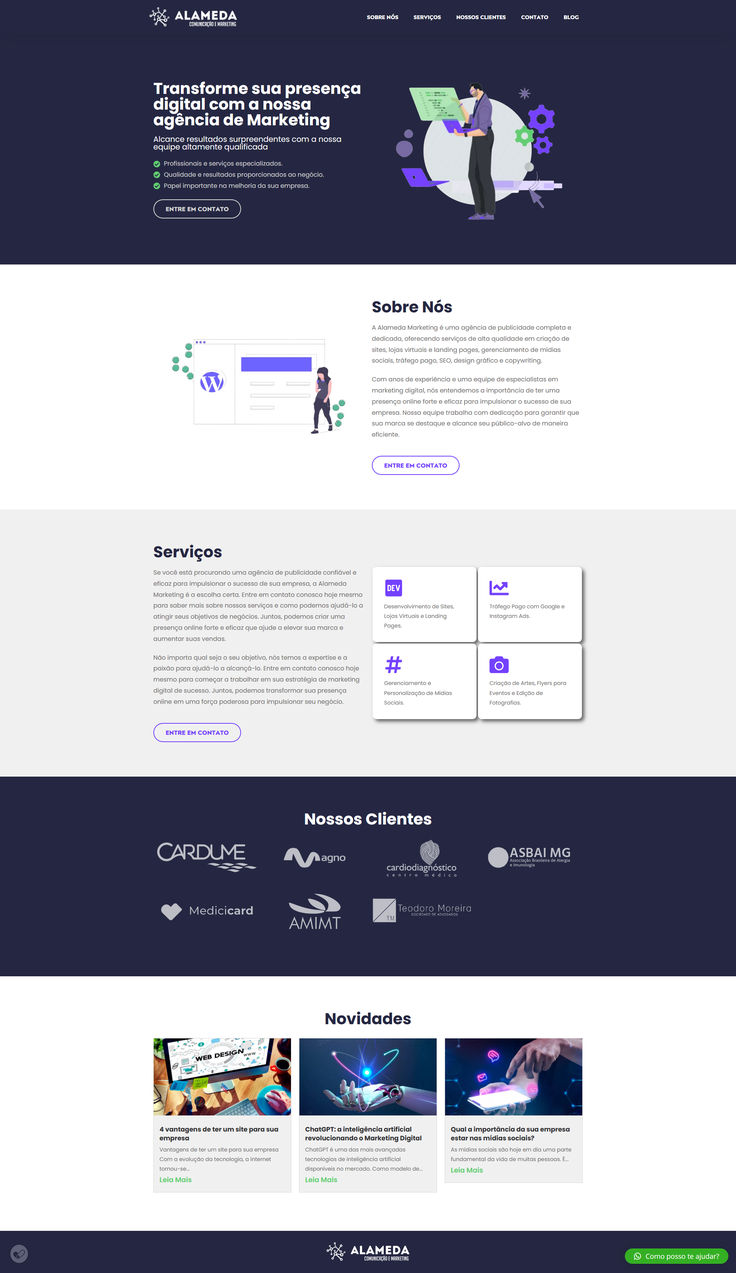 ALAMEDA
COMUNICAÇÃO E MARKETING
SOBRE NÓS
SERVIÇOS
NOSSOS CLIENTES
CONTATO
BLOG
Transforme sua presença
digital com a nossa
agência de Marketing
Alcance resultados surpreendentes com a nossa
equipe altamente qualificada
Profissionais e serviços especializados.
Qualidade e resultados proporcionados ao negócio.
Papel importante na melhoria da sua empresa.
ENTRE EM CONTATO
Sobre Nós
A Alameda Marketing é uma agência de publicidade completa e
dedicada, oferecendo serviços de alta qualidade em criação de
sites, lojas virtuais e landing pages, gerenciamento de mídias
sociais, tráfego pago, SEO, design gráfico e copywriting.
Com anos de experiência e uma equipe de especialistas em
marketing digital, nós entendemos a importância de ter uma
presença online forte e eficaz para impulsionar o sucesso de sua
empresa. Nossa equipe trabalha com dedicação para garantir que
sua marca se destaque e alcance seu público-alvo de maneira
eficiente.
ENTRE EM CONTATO
Serviços
Se você está procurando uma agência de publicidade confiável e
eficaz para impulsionar o sucesso de sua empresa, a Alameda
Marketing é a escolha certa. Entre em contato conosco hoje mesmo
para saber mais sobre nossos serviços e como podemos ajudá-lo a
atingir seus objetivos de negócios. Juntos, podemos criar uma
presença online forte e eficaz que ajude a elevar sua marca e
aumentar suas vendas.
Não importa qual seja o seu objetivo, nós temos a expertise e a
paixão para ajudá-lo a alcançá-lo. Entre em contato conosco hoje
mesmo para começar a trabalhar em sua estratégia de marketing
digital de sucesso. Juntos, podemos transformar sua presença
online em uma força poderosa para impulsionar seu negócio.
ENTRE EM CONTATO
DEV
Desenvolvimento de Sites,
Lojas Virtuais e Landing
Pages.
Tráfego Pago com Google e
Instagram Ads.
#
Gerenciamento e
Personalização de Mídias
Sociais.
Criação de Artes, Flyers para
Eventos e Edição de
Fotografias.
Nossos Clientes
CARDUME
Magno
cardiodiagnóstico
centro médico
ASBAI MG
Associação Brasileira de Alergia
e Imunologia
Medicicard
AMIMT
TM
Teodoro Moreira
SOCIEDADE DE ADVOGADOS
Novidades
WEB DESIGN
4 vantagens de ter um site para sua
empresa
Vantagens de ter um site para sua empresa
Com a evolução da tecnologia, a internet
tornou-se...
Leia Mais
ChatGPT: a inteligência artificial
revolucionando o Marketing Digital
ChatGPT é uma das mais avançadas
tecnologias de inteligência artificial
disponíveis no mercado. Como modelo de...
Leia Mais
Qual a importância da sua empresa
estar nas mídias sociais?
As mídias sociais são hoje em dia uma parte
fundamental da vida de muitas pessoas. E...
Leia Mais
ALAMEDA
COMUNICAÇÃO E MARKETING
Como posso te ajudar?